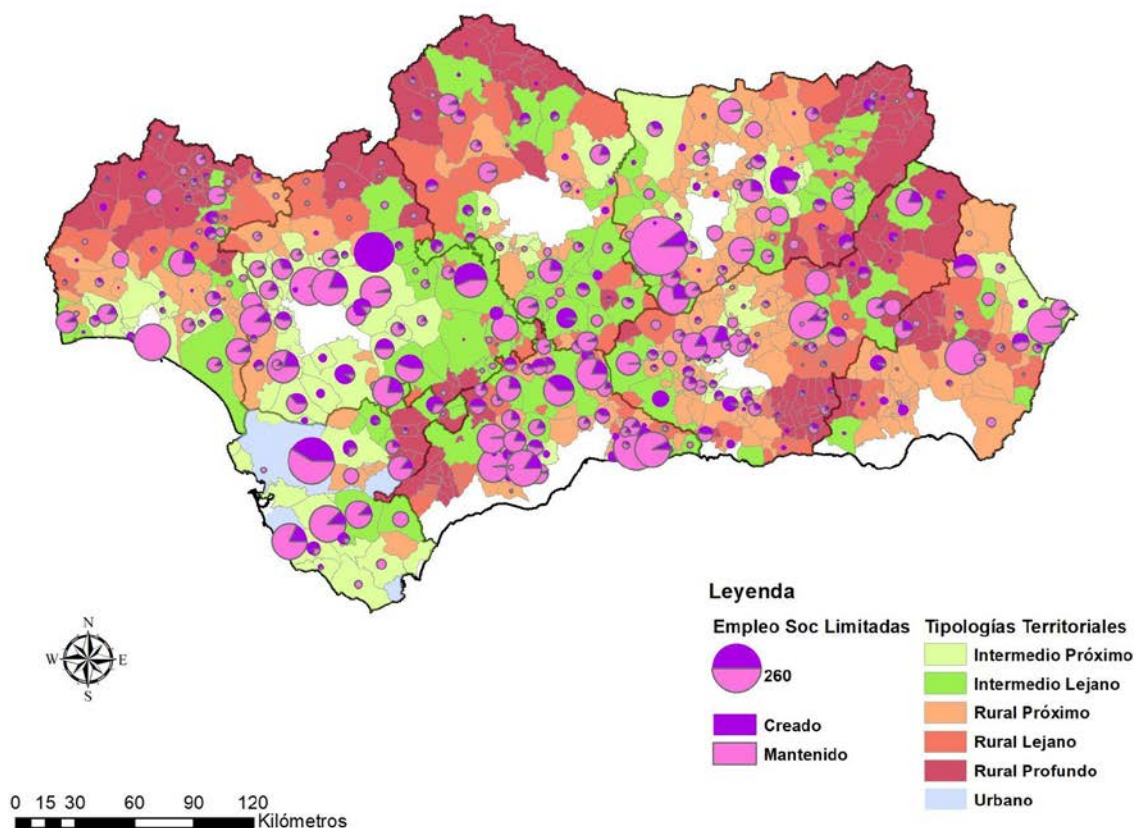 N
W E
S
Leyenda
Empleo Soc Limitadas
260
Creado
Mantenido
Tipologías Territoriales
Intermedio Próximo
Intermedio Lejano
Rural Próximo
Rural Lejano
Rural Profundo
Urbano
0 15 30 60 90 120
Kilómetros